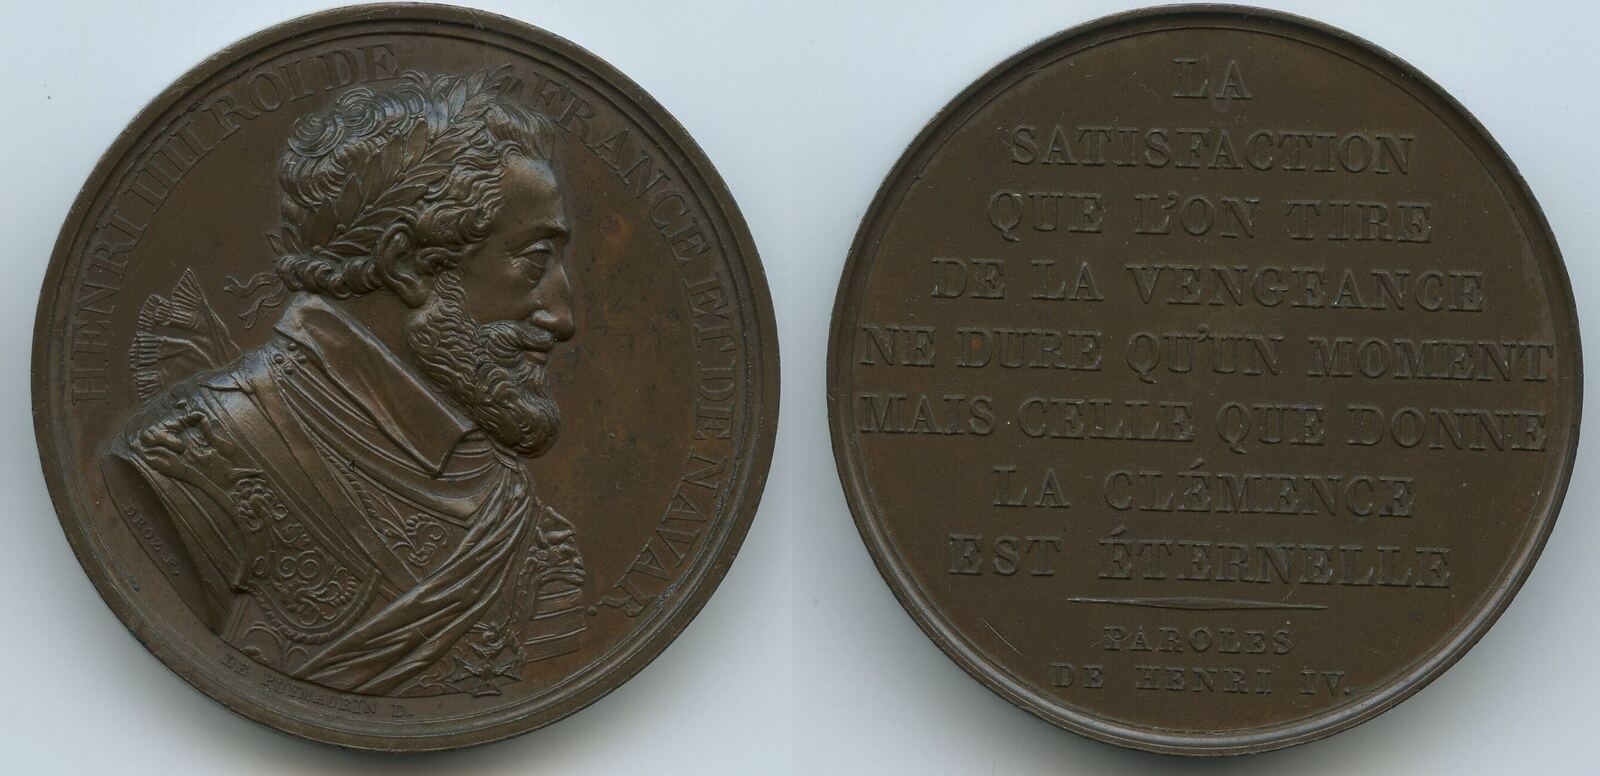 HENRI IIII ROI DE FRANCE ET DE NAVAR.
DROZ F.
DE PUYMAURIN D.
LA
SATISFACTION
QUE L'ON TIRE
DE LA VENGEANCE
NE DURE QU'UN MOMENT
MAIS CELLE QUE DONNE
LA CLÉMENCE
EST ÉTERNELLE
PAROLES
DE HENRI IV.